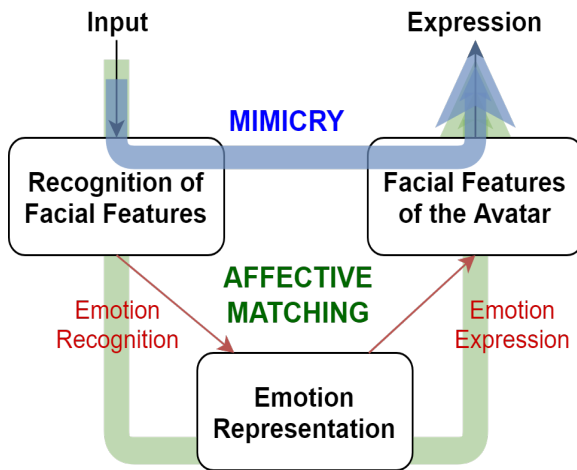 Input
Expression
MIMICRY
Recognition of
Facial Features
Facial Features
of the Avatar
AFFECTIVE
MATCHING
Emotion
Recognition
Emotion
Expression
Emotion
Representation